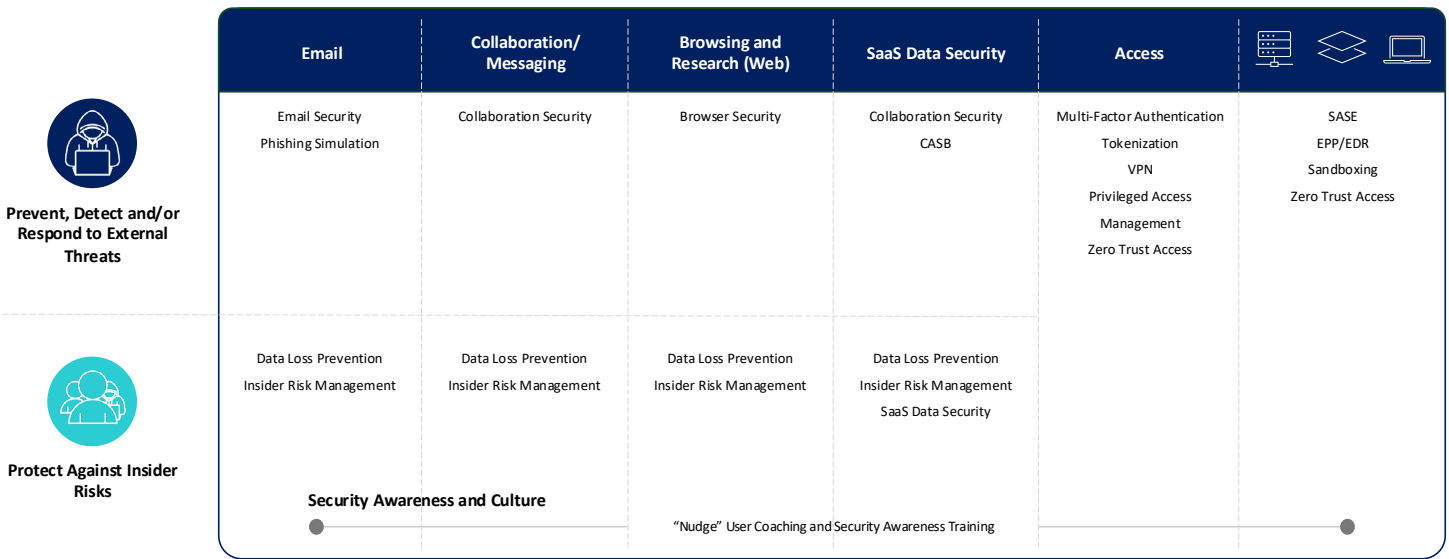 Email
Collaboration/
Messaging
Browsing and
Research (Web)
SaaS Data Security
Access
Prevent, Detect and/or
Respond to External
Threats
Email Security
Phishing Simulation
Collaboration Security
Browser Security
Collaboration Security
CASB
Multi-Factor Authentication
Tokenization
VPN
Privileged Access
Management
Zero Trust Access
SASE
EPP/EDR
Sandboxing
Zero Trust Access
Protect Against Insider
Risks
Data Loss Prevention
Insider Risk Management
Data Loss Prevention
Insider Risk Management
Data Loss Prevention
Insider Risk Management
Data Loss Prevention
Insider Risk Management
SaaS Data Security
Security Awareness and Culture
“Nudge” User Coaching and Security Awareness Training